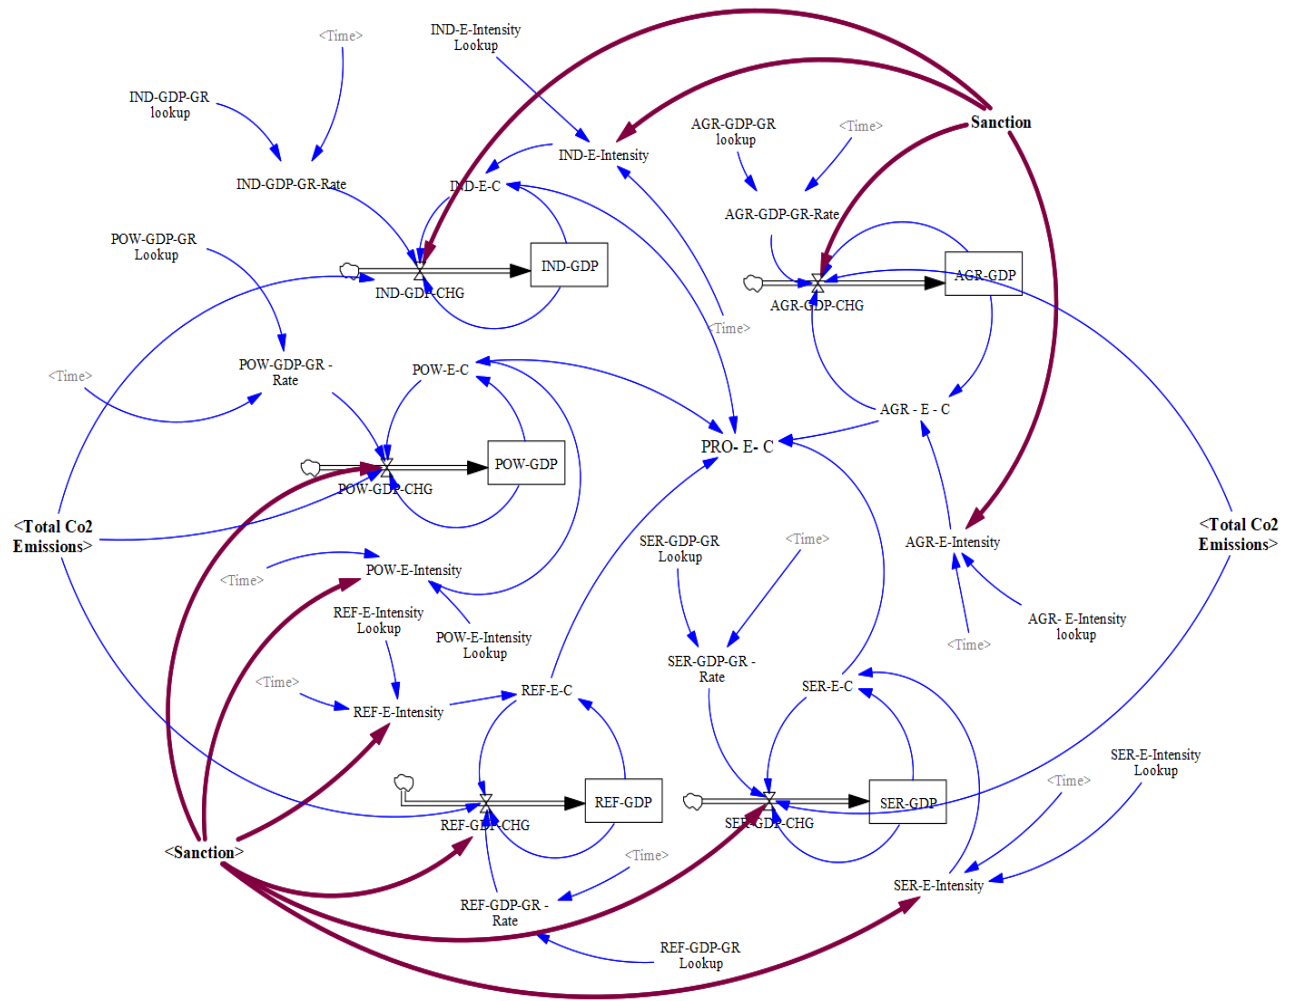 IND-E-Intensity
Lookup
<Time>
IND-GDP-GR
lookup
Sanction
AGR-GDP-GR
lookup
<Time>
IND-E-Intensity
IND-GDP-GR-Rate
IND-E-C
AGR-GDP-GR-Rate
POW-GDP-GR
Lookup
IND-GDP
AGR-GDP
IND-GDP-CHG
AGR-GDP-CHG
<Time>
POW-GDP-GR -
Rate
<Time>
POW-E-C
AGR - E - C
PRO- E- C
POW-GDP
POW-GDP-CHG
<Total Co2
Emissions>
<Total Co2
Emissions>
SER-GDP-GR
Lookup
<Time>
AGR-E-Intensity
POW-E-Intensity
<Time>
REF-E-Intensity
Lookup
POW-E-Intensity
Lookup
AGR- E-Intensity
lookup
<Time>
SER-GDP-GR -
Rate
<Time>
REF-E-C
SER-E-C
REF-E-Intensity
SER-E-Intensity
Lookup
<Time>
REF-GDP
SER-GDP
REF-GDP-CHG
SER-GDP-CHG
<Sanction>
<Time>
SER-E-Intensity
REF-GDP-GR -
Rate
REF-GDP-GR
Lookup